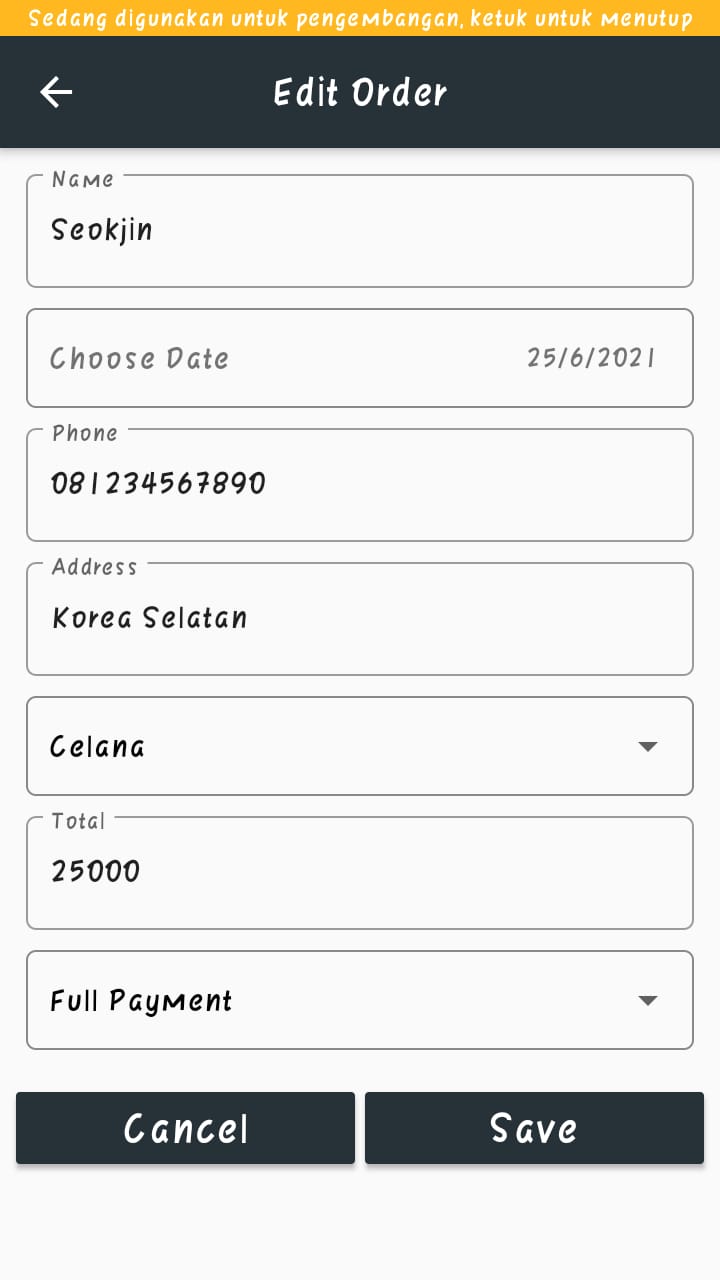 Sedang digunakan untuk pengembangan, ketuk untuk menutup
Edit Order
Name
Seokjin
Choose Date 25/6/2021
Phone
081234567890
Address
Korea Selatan
Celana
Total
25000
Full Payment
Cancel Save